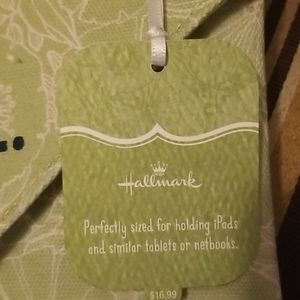 Hallmark
Perfectly sized for holding iPads
and similar tablets or netbooks.
$16.99